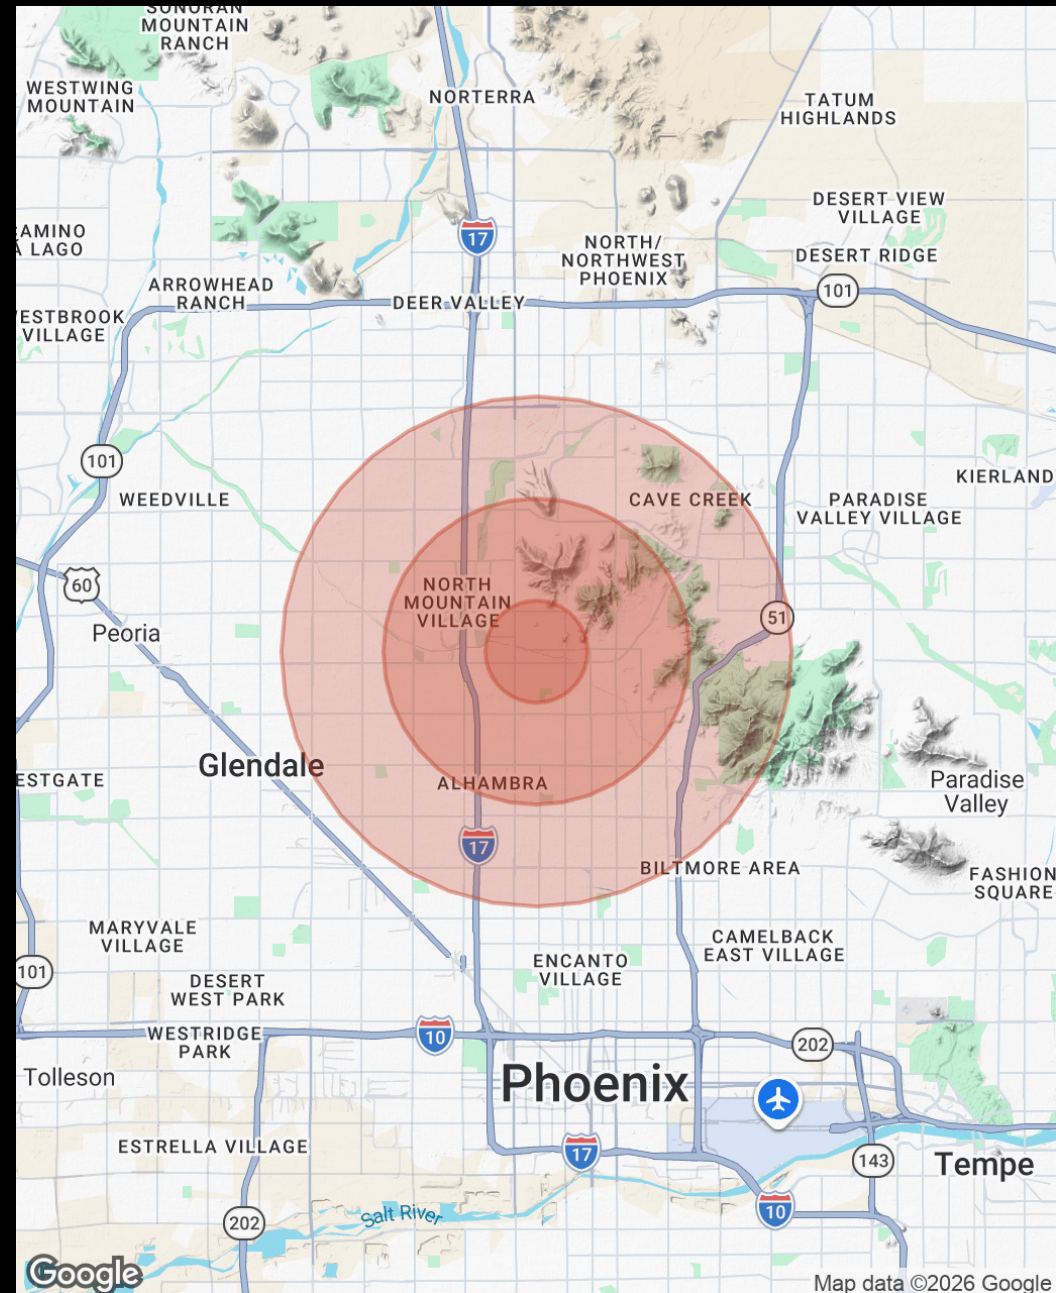 SONORAN
MOUNTAIN
RANCH
WESTWING
MOUNTAIN
NORTERRA
TATUM
HIGHLANDS
DESERT VIEW
VILLAGE
AMINO
A LAGO
17
NORTH/
NORTHWEST
PHOENIX
DESERT RIDGE
ARROWHEAD
RANCH
DEER VALLEY
101
ESTBROOK
VILLAGE
101
WEEDVILLE
CAVE CREEK
PARADISE
VALLEY VILLAGE
KIERLAND
60
NORTH
MOUNTAIN
VILLAGE
51
Peoria
Glendale
ESTGATE
ALHAMBRA
Paradise
Valley
17
BILTMORE AREA
FASHION
SQUARE
MARYVALE
VILLAGE
CAMELBACK
EAST VILLAGE
101
ENCANTO
VILLAGE
DESERT
WEST PARK
WESTRIDGE
PARK
10
202
Tolleson
Phoenix
ESTRELLA VILLAGE
17
143
Tempe
202
Salt River
10
Google
Map data ©2026 Google